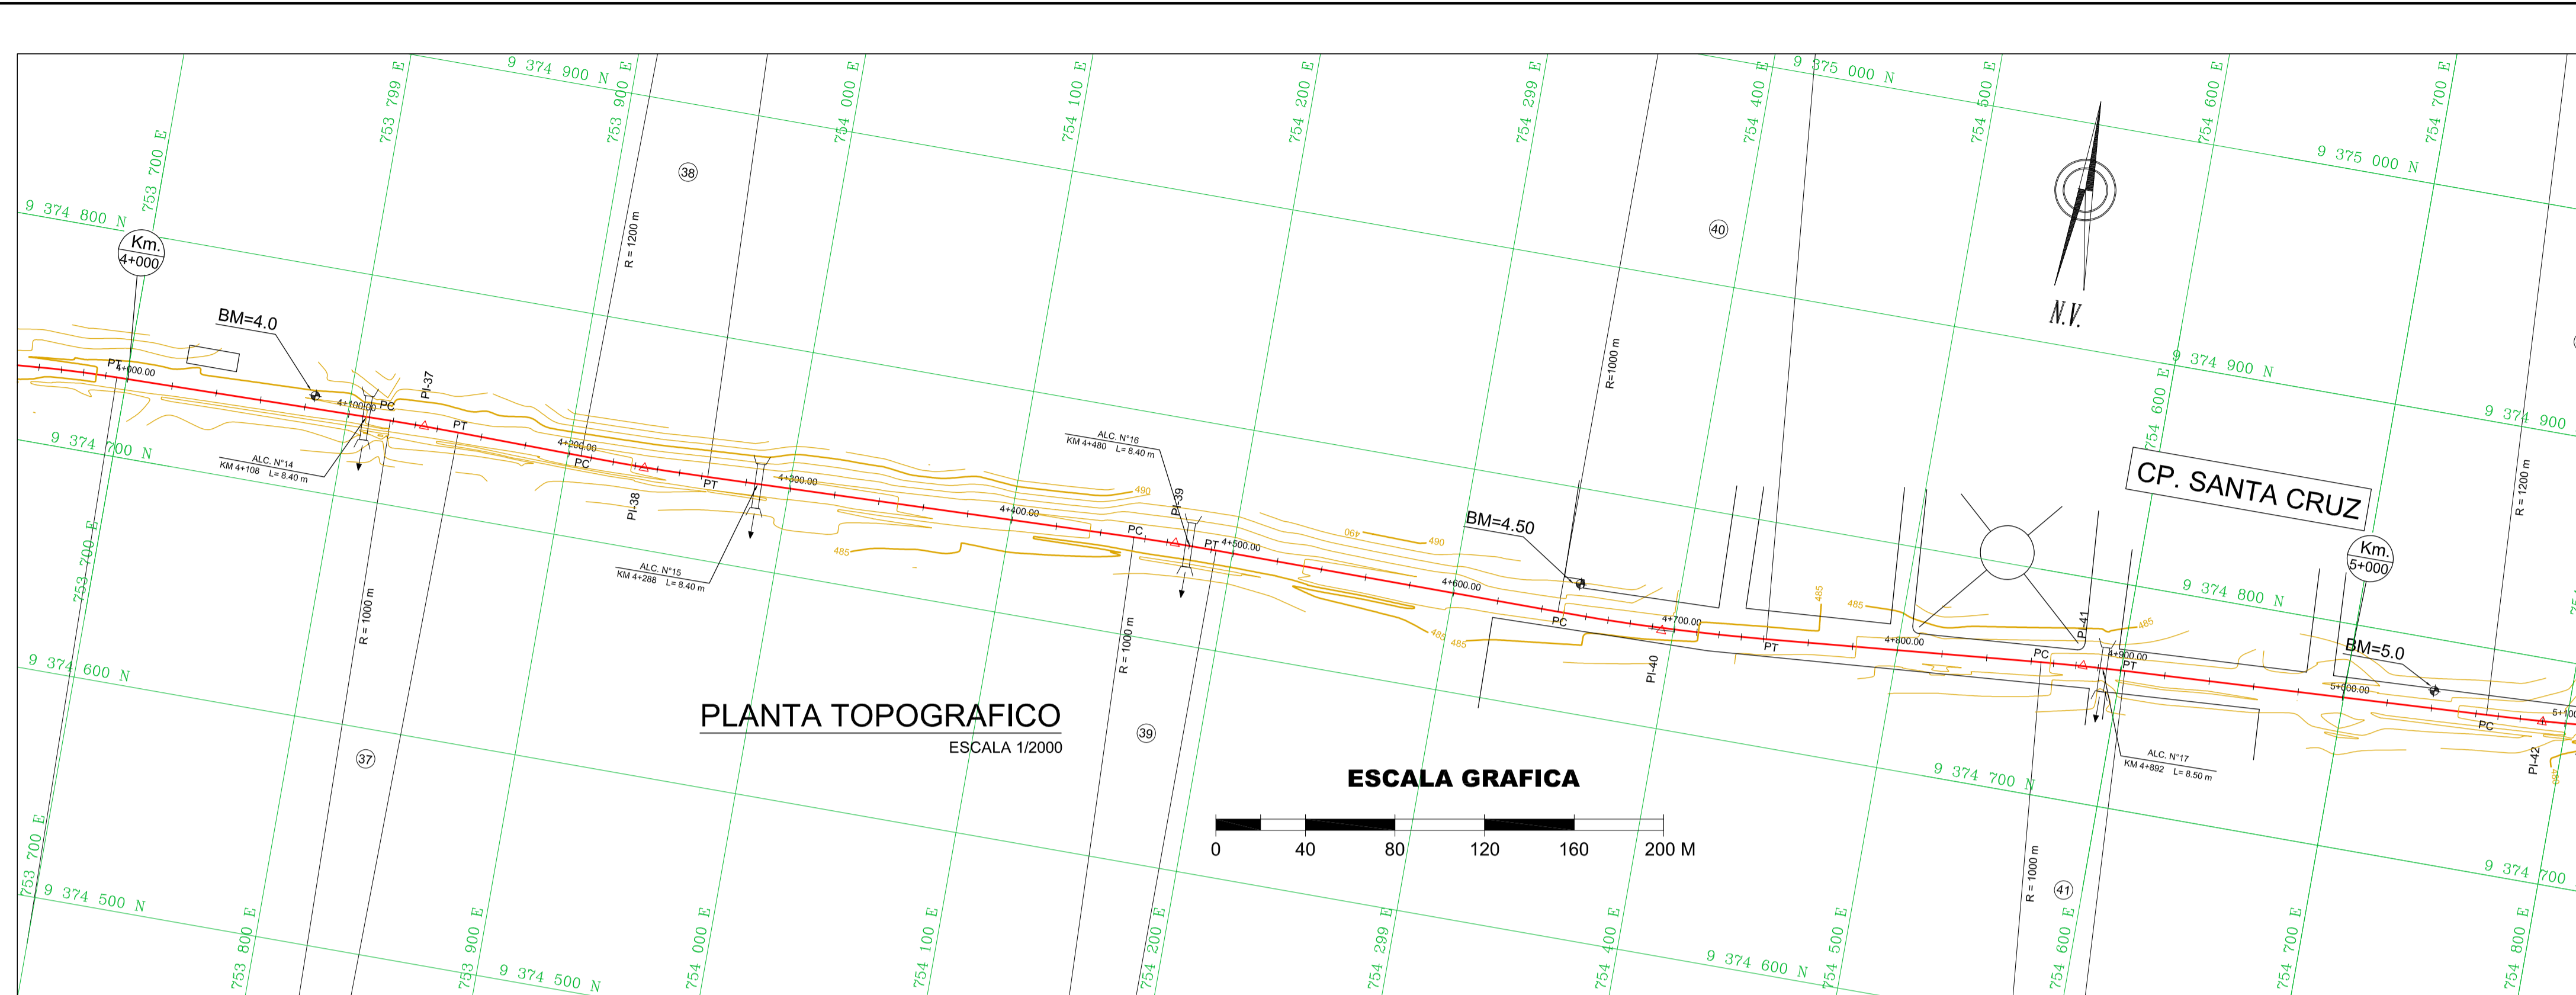 753 799 E
9 374 900 N
753 900 E
754 000 E
754 100 E
754 200 E
754 299 E
754 400 E
9 375 000 N
754 500 E
754 600 E
9 375 000 N
754 700 E
753 700 E
9 374 800 N
Km.
4+000
38
R = 1200 m
40
N.V.
BM=4.0
PT
4+000.00
PI-37
4+100.00
PC
PT
R=1000 m
9 374 900 N
754 600 E
9 374 900
9 374 700 N
ALC. N°14
KM 4+108 L= 8.40 m
4+200.00
PC
PI-38
PT
4+300.00
ALC. N°15
KM 4+288 L= 8.40 m
ALC. N°16
KM 4+480 L= 8.40 m
490
PI-39
4+400.00
PC
PT
4+500.00
485
490
490
BM=4.50
4+600.00
PC
485
485
4+700.00
PI-40
PT
485
485
4+800.00
PC
PI-41
4+900.00
PT
485
CP. SANTA CRUZ
Km.
5+000
R = 1200 m
9 374 800 N
BM=5.0
5+000.00
PC
5+100
PI-42
753 700 E
R = 1000 m
R = 1000 m
9 374 600 N
PLANTA TOPOGRAFICO
ESCALA 1/2000
37
39
ESCALA GRAFICA
0 40 80 120 160 200 M
ALC. N°17
KM 4+892 L= 8.50 m
9 374 700 N
R = 1000 m
41
9 374 700
753 700 E
9 374 500 N
753 800 E
753 900 E
9 374 500 N
754 000 E
754 100 E
754 200 E
754 299 E
754 400 E
9 374 600 N
754 500 E
754 600 E
754 700 E
754 800 E